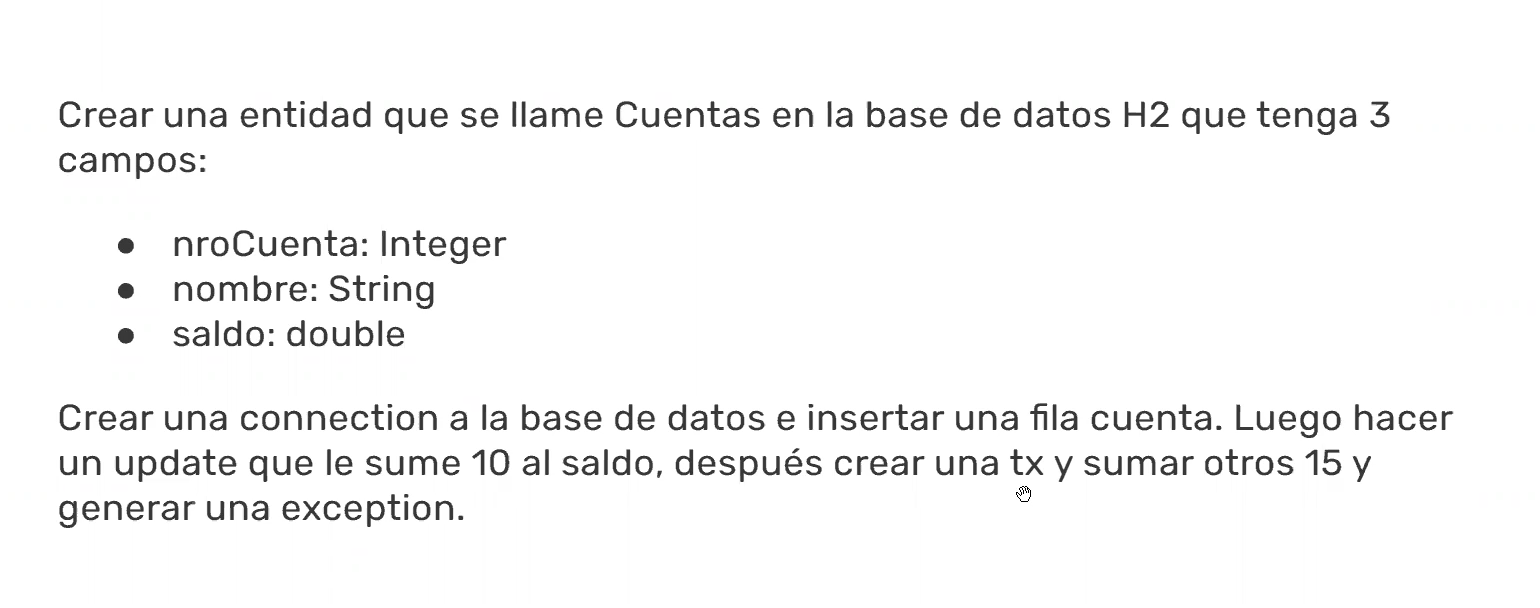 Crear una entidad que se llame Cuentas en la base de datos H2 que tenga 3
campos:
● nroCuenta: Integer
● nombre: String
● saldo: double
Crear una connection a la base de datos e insertar una fila cuenta. Luego hacer
un update que le sume 10 al saldo, después crear una tx y sumar otros 15 y
generar una exception.